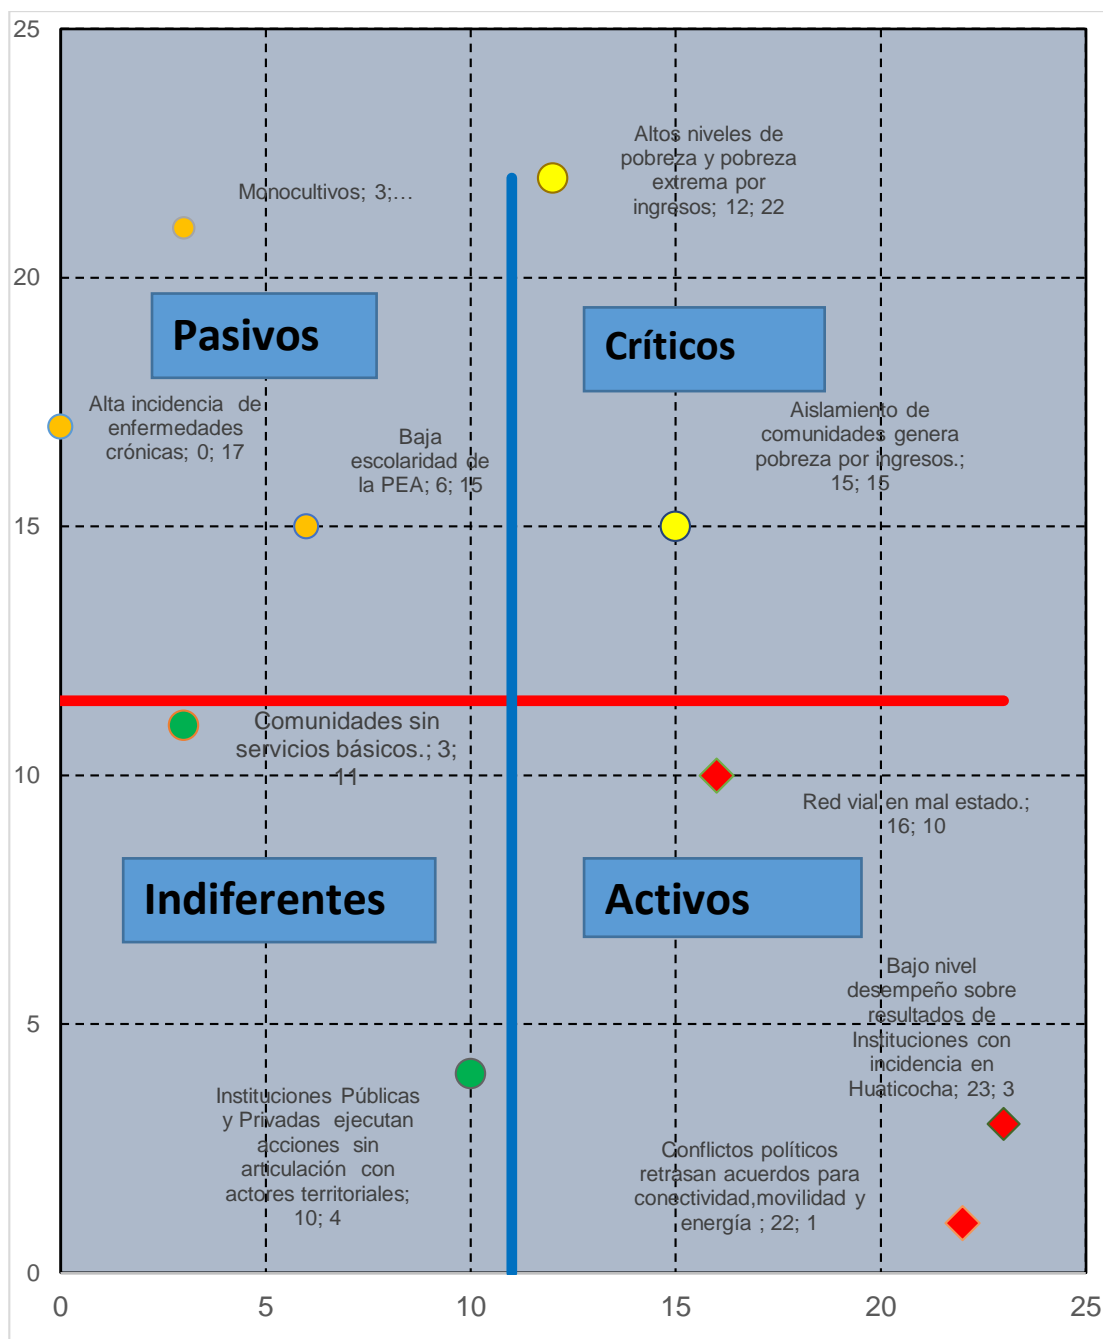 25
Altos niveles de
pobreza y pobreza
extrema por
ingresos; 12; 22
Monocultivos; 3;…
20
Pasivos
Críticos
Alta incidencia de
enfermedades
crónicas; 0; 17
Baja
escolaridad de
la PEA; 6; 15
Aislamiento de
comunidades genera
pobreza por ingresos.;
15; 15
15
Comunidades sin
servicios básicos.; 3;
11
10
Red vial en mal estado.;
16; 10
Indiferentes
Activos
Bajo nivel
desempeño sobre
resultados de
Instituciones con
incidencia en
Huaticocha; 23; 3
5
Instituciones Públicas
y Privadas ejecutan
acciones sin
articulación con
actores territoriales;
10; 4
Conflictos políticos
retrasan acuerdos para
conectividad,movilidad y
energía ; 22; 1
0
0 5 10 15 20 25